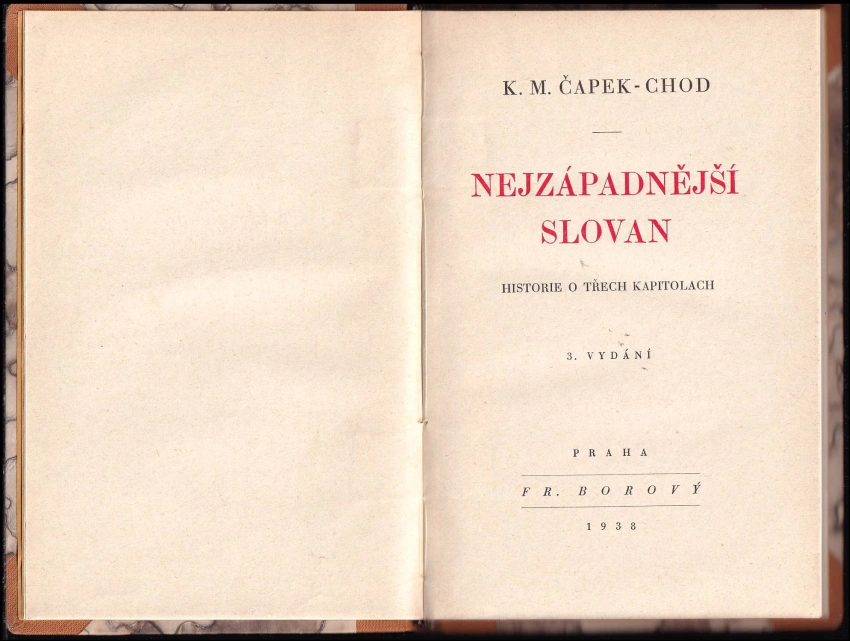 K. M. ČAPEK-CHOD
NEJZÁPADNĚJŠÍ
SLOVAN
HISTORIE O TŘECH KAPITOLACH
3. VYDÁNÍ
PRAHA
FR. BOROVÝ
1938